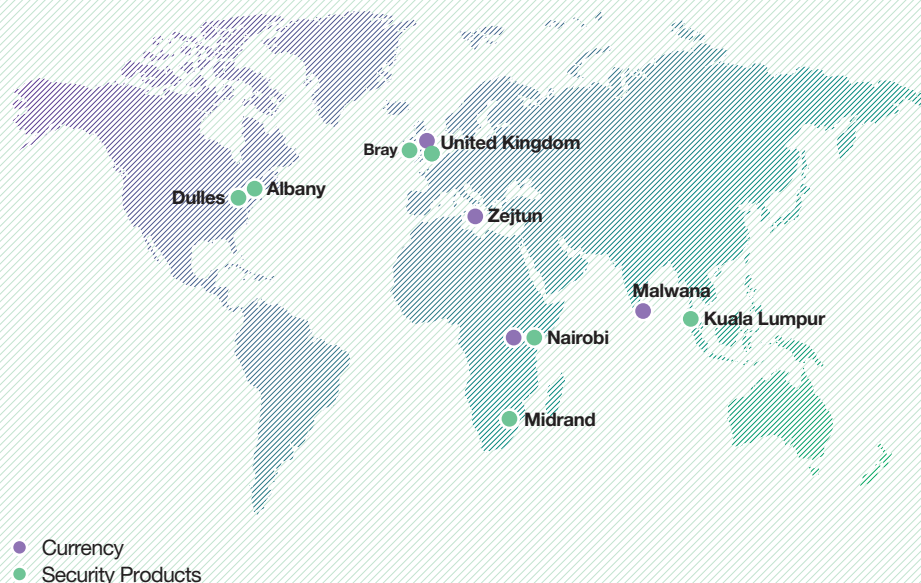 United Kingdom
Bray
Albany
Dulles
Zejtun
Malwana
Kuala Lumpur
Nairobi
Midrand
Currency
Security Products